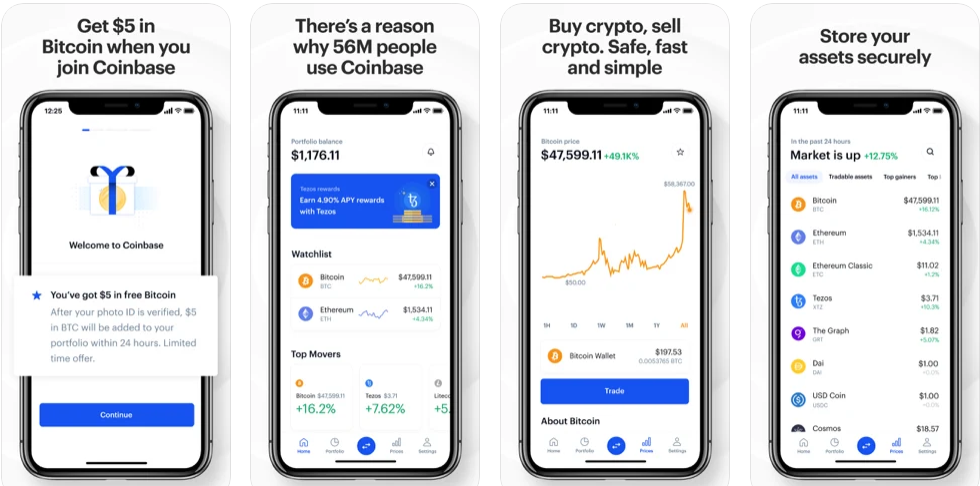 Get $5 in
Bitcoin when you
join Coinbase
12:25
Welcome to Coinbase
You've got $5 in free Bitcoin
After your photo ID is verified, $5
in BTC will be added to your
portfolio within 24 hours. Limited
time offer.
Continue
There's a reason
why 56M people
use Coinbase
11:11
Portfolio balance
$1,176.11
Tezos rewards
Earn 4.90% APY rewards
with Tezos
Watchlist
Bitcoin $47,599.11
BTC +16.2%
Ethereum $1,534.11
ETH +4.34%
Top Movers
Bitcoin $47,599.11 Tezos $3.71 Litec
+16.2% +7.62% +5.
Home Portfolio Prices Settings
Buy crypto, sell
crypto. Safe, fast
and simple
11:11
Bitcoin price
$47,599.11 +49.1K%
$58,367.00
$50.00
1H 1D 1W 1M 1Y All
Bitcoin Wallet $197.53
0.0053765 BTC
Trade
About Bitcoin
Home Portfolio Prices Settings
Store your
assets securely
11:11
In the past 24 hours
Market is up +12.75%
All assets Tradable assets Top gainers Top
Bitcoin $47,599.11
BTC +16.12%
Ethereum $1,534.11
ETH +4.34%
Ethereum Classic $11.02
ETC +1.2%
Tezos $3.71
XTZ +10.3%
The Graph $1.82
GRT +5.07%
Dai $1.00
DAI
USD Coin $1.00
USDC
Cosmos $18.57
Home Portfolio Prices Settings